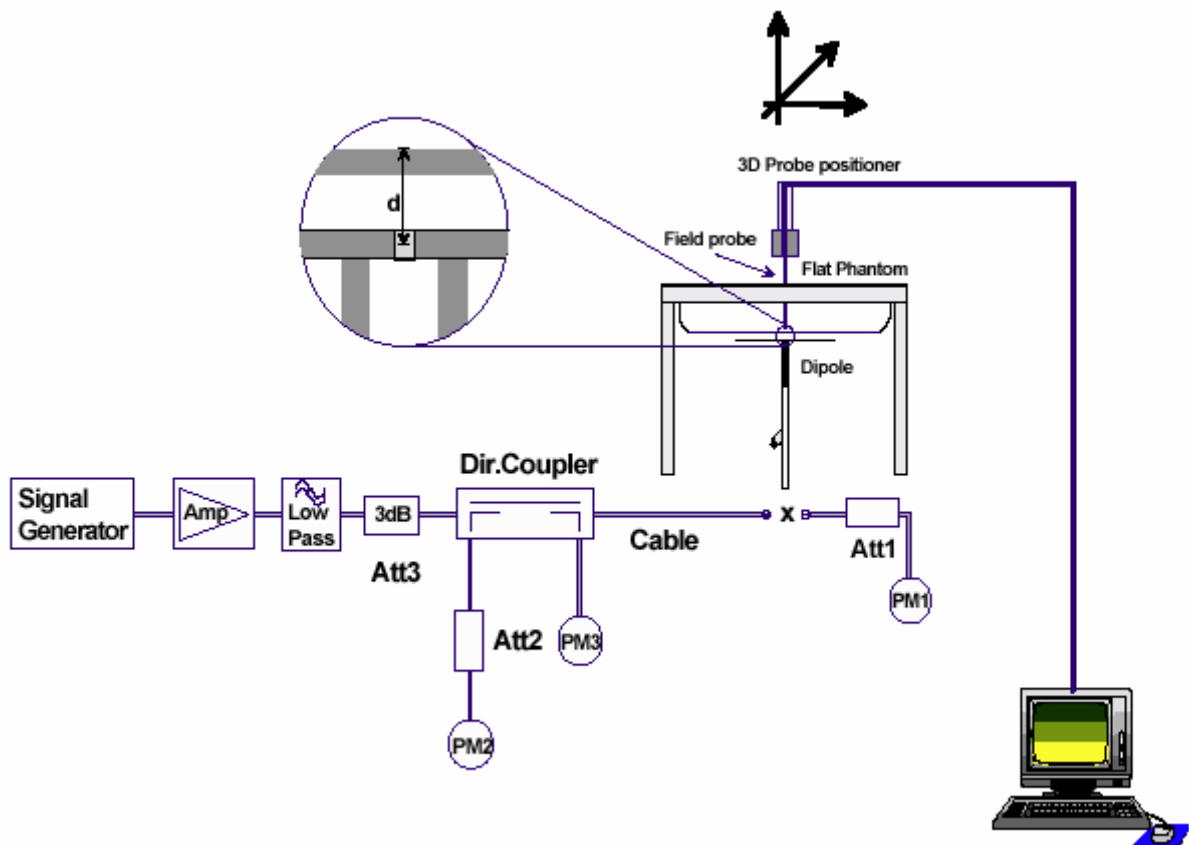 3D Probe positioner
d
Field probe
Flat Phantom
Dipole
Dir.Coupler
Signal
Generator
Amp
Low
Pass
3dB
Cable
x
Att1
Att3
PM1
Att2
PM3
PM2